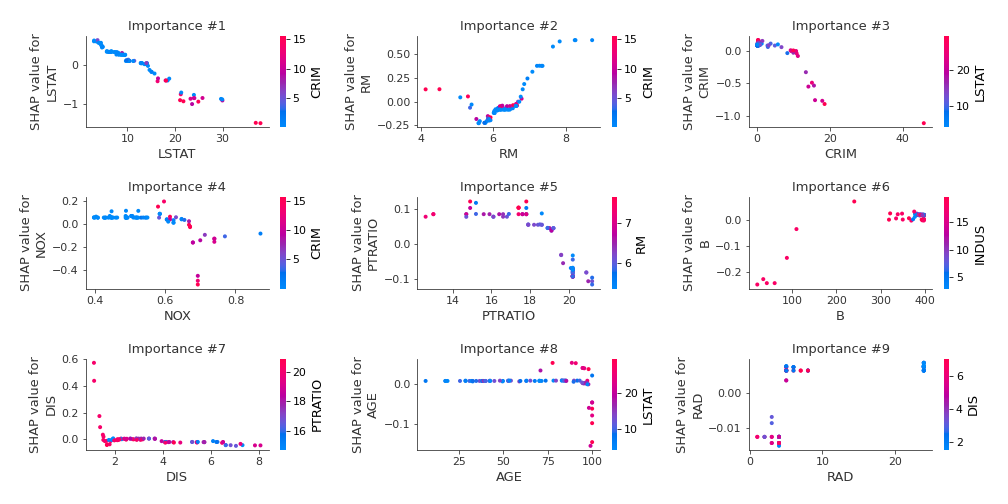 Importance #1
SHAP value for
LSTAT
0
−1
10
20
30
LSTAT
15
10
5
CRIM
Importance #2
SHAP value for
RM
0.50
0.25
0.00
−0.25
4
6
8
RM
15
10
5
CRIM
Importance #3
SHAP value for
CRIM
0.0
−0.5
−1.0
0
20
40
CRIM
20
10
LSTAT
Importance #4
SHAP value for
NOX
0.2
0.0
−0.2
−0.4
0.4
0.6
0.8
NOX
15
10
5
CRIM
Importance #5
SHAP value for
PTRATIO
0.1
0.0
−0.1
14
16
18
20
PTRATIO
7
6
RM
Importance #6
SHAP value for
B
0.0
−0.1
−0.2
100
200
300
400
B
15
10
5
INDUS
Importance #7
SHAP value for
DIS
0.6
0.4
0.2
0.0
2
4
6
8
DIS
20
18
16
PTRATIO
Importance #8
SHAP value for
AGE
0.0
−0.1
25
50
75
100
AGE
20
10
LSTAT
Importance #9
SHAP value for
RAD
0.00
−0.01
0
10
20
RAD
6
4
2
DIS